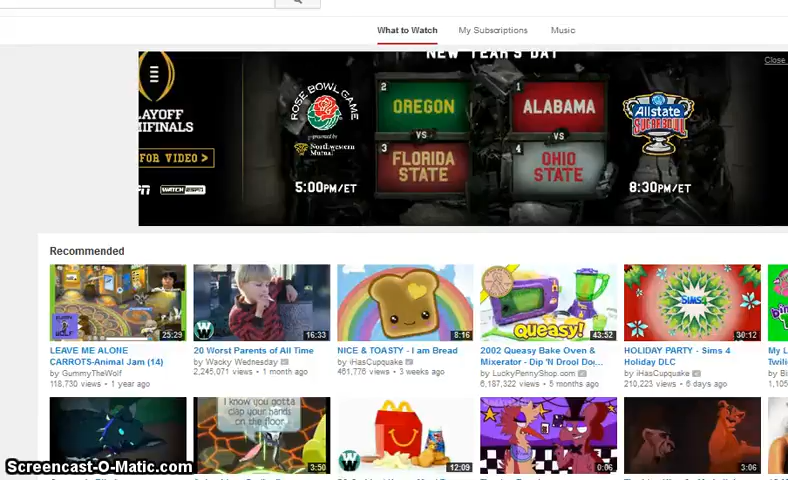 What to Watch My Subscriptions Music
NEW YEAR'S DAY
Close
PLAYOFF
SEMIFINALS
FOR VIDEO >
WATCH ESPN
ROSE BOWL GAME
presented by
Northwestern
Mutual
5:00PM/ET
2 OREGON
VS
3 FLORIDA
STATE
1 ALABAMA
VS
4 OHIO
STATE
Allstate
SUGAR BOWL
8:30PM/ET
Recommended
25:29
16:33
8:16
Queasy!
43:52
SIMS
30:12
LEAVE ME ALONE
CARROTS-Animal Jam (14)
by GummyTheWolf
118,730 views • 1 year ago
20 Worst Parents of All Time
by Wacky Wednesday
2,245,071 views • 1 month ago
NICE & TOASTY - I am Bread
by iHasCupquake
461,776 views • 3 weeks ago
2002 Queasy Bake Oven &
Mixerator - Dip 'N Drool Dog...
by LuckyPennyShop.com
6,187,322 views • 5 months ago
HOLIDAY PARTY - Sims 4
Holiday DLC
by iHasCupquake
210,223 views • 6 days ago
My L
Twili
1,105
I know you gotta
clap your hands
on the floor
3:50
12:09
0:06
3:06
Screencast-O-Matic.com